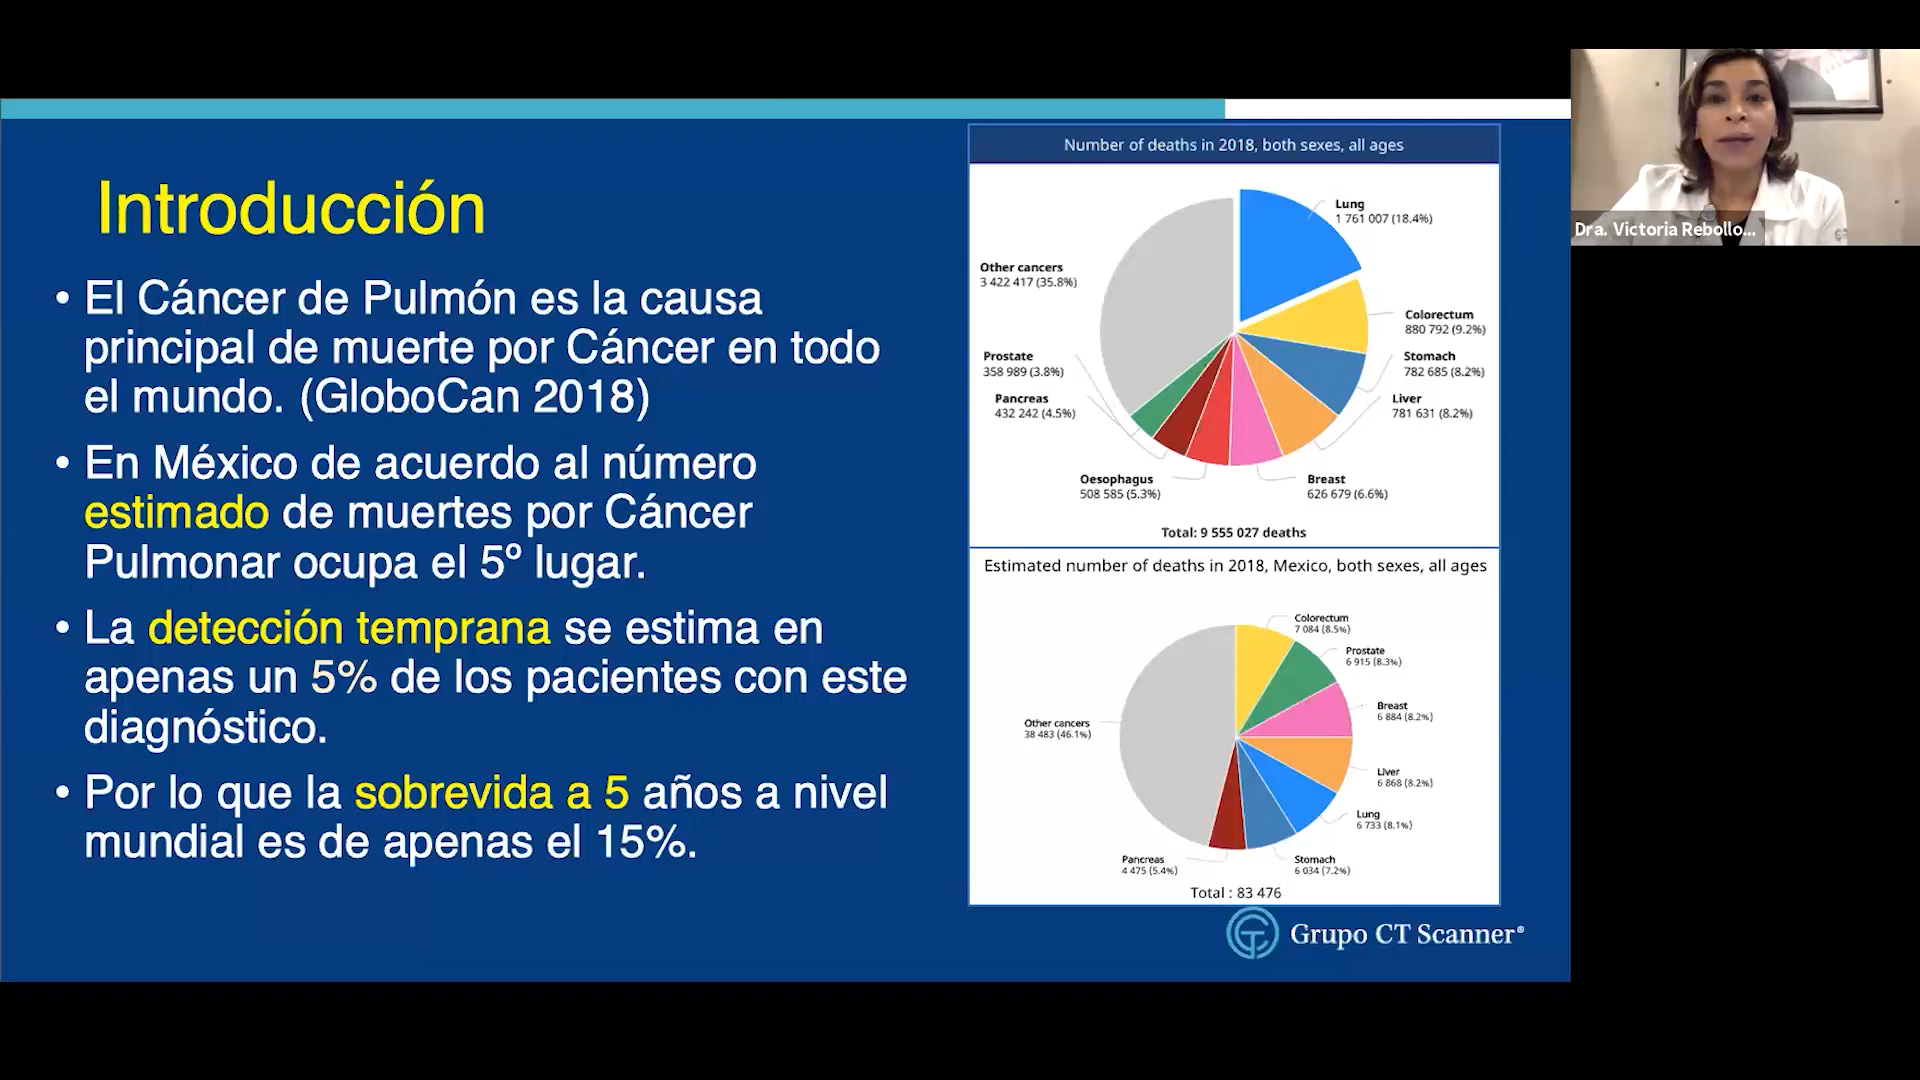 Introducción
• El Cáncer de Pulmón es la causa
principal de muerte por Cáncer en todo
el mundo. (GloboCan 2018)
• En México de acuerdo al número
estimado de muertes por Cáncer
Pulmonar ocupa el 5º lugar.
• La detección temprana se estima en
apenas un 5% de los pacientes con este
diagnóstico.
• Por lo que la sobrevida a 5 años a nivel
mundial es de apenas el 15%.
Number of deaths in 2018, both sexes, all ages
Lung
1 761 007 (18.4%)
Other cancers
3 422 417 (35.8%)
Colorectum
880 792 (9.2%)
Prostate
358 989 (3.8%)
Stomach
782 685 (8.2%)
Pancreas
432 242 (4.5%)
Liver
781 631 (8.2%)
Oesophagus
508 585 (5.3%)
Breast
626 679 (6.6%)
Total: 9 555 027 deaths
Estimated number of deaths in 2018, Mexico, both sexes, all ages
Colorectum
7 084 (8.5%)
Prostate
6 915 (8.3%)
Breast
6 884 (8.2%)
Other cancers
38 483 (46.1%)
Liver
6 868 (8.2%)
Lung
6 733 (8.1%)
Pancreas
4 475 (5.4%)
Stomach
6 034 (7.2%)
Total : 83 476
Grupo CT Scanner®
Dra. Victoria Rebollo...